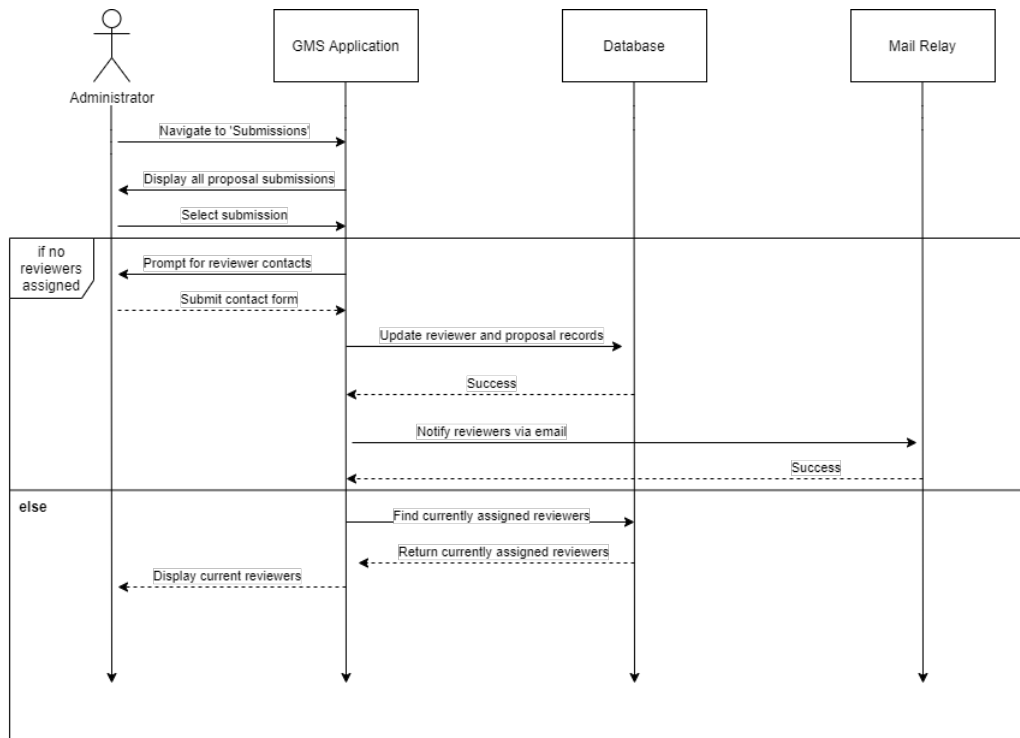 GMS Application
Database
Mail Relay
Administrator
Navigate to 'Submissions'
Display all proposal submissions
Select submission
if no
reviewers
assigned
Prompt for reviewer contacts
Submit contact form
Update reviewer and proposal records
Success
Notify reviewers via email
Success
else
Find currently assigned reviewers
Return currently assigned reviewers
Display current reviewers